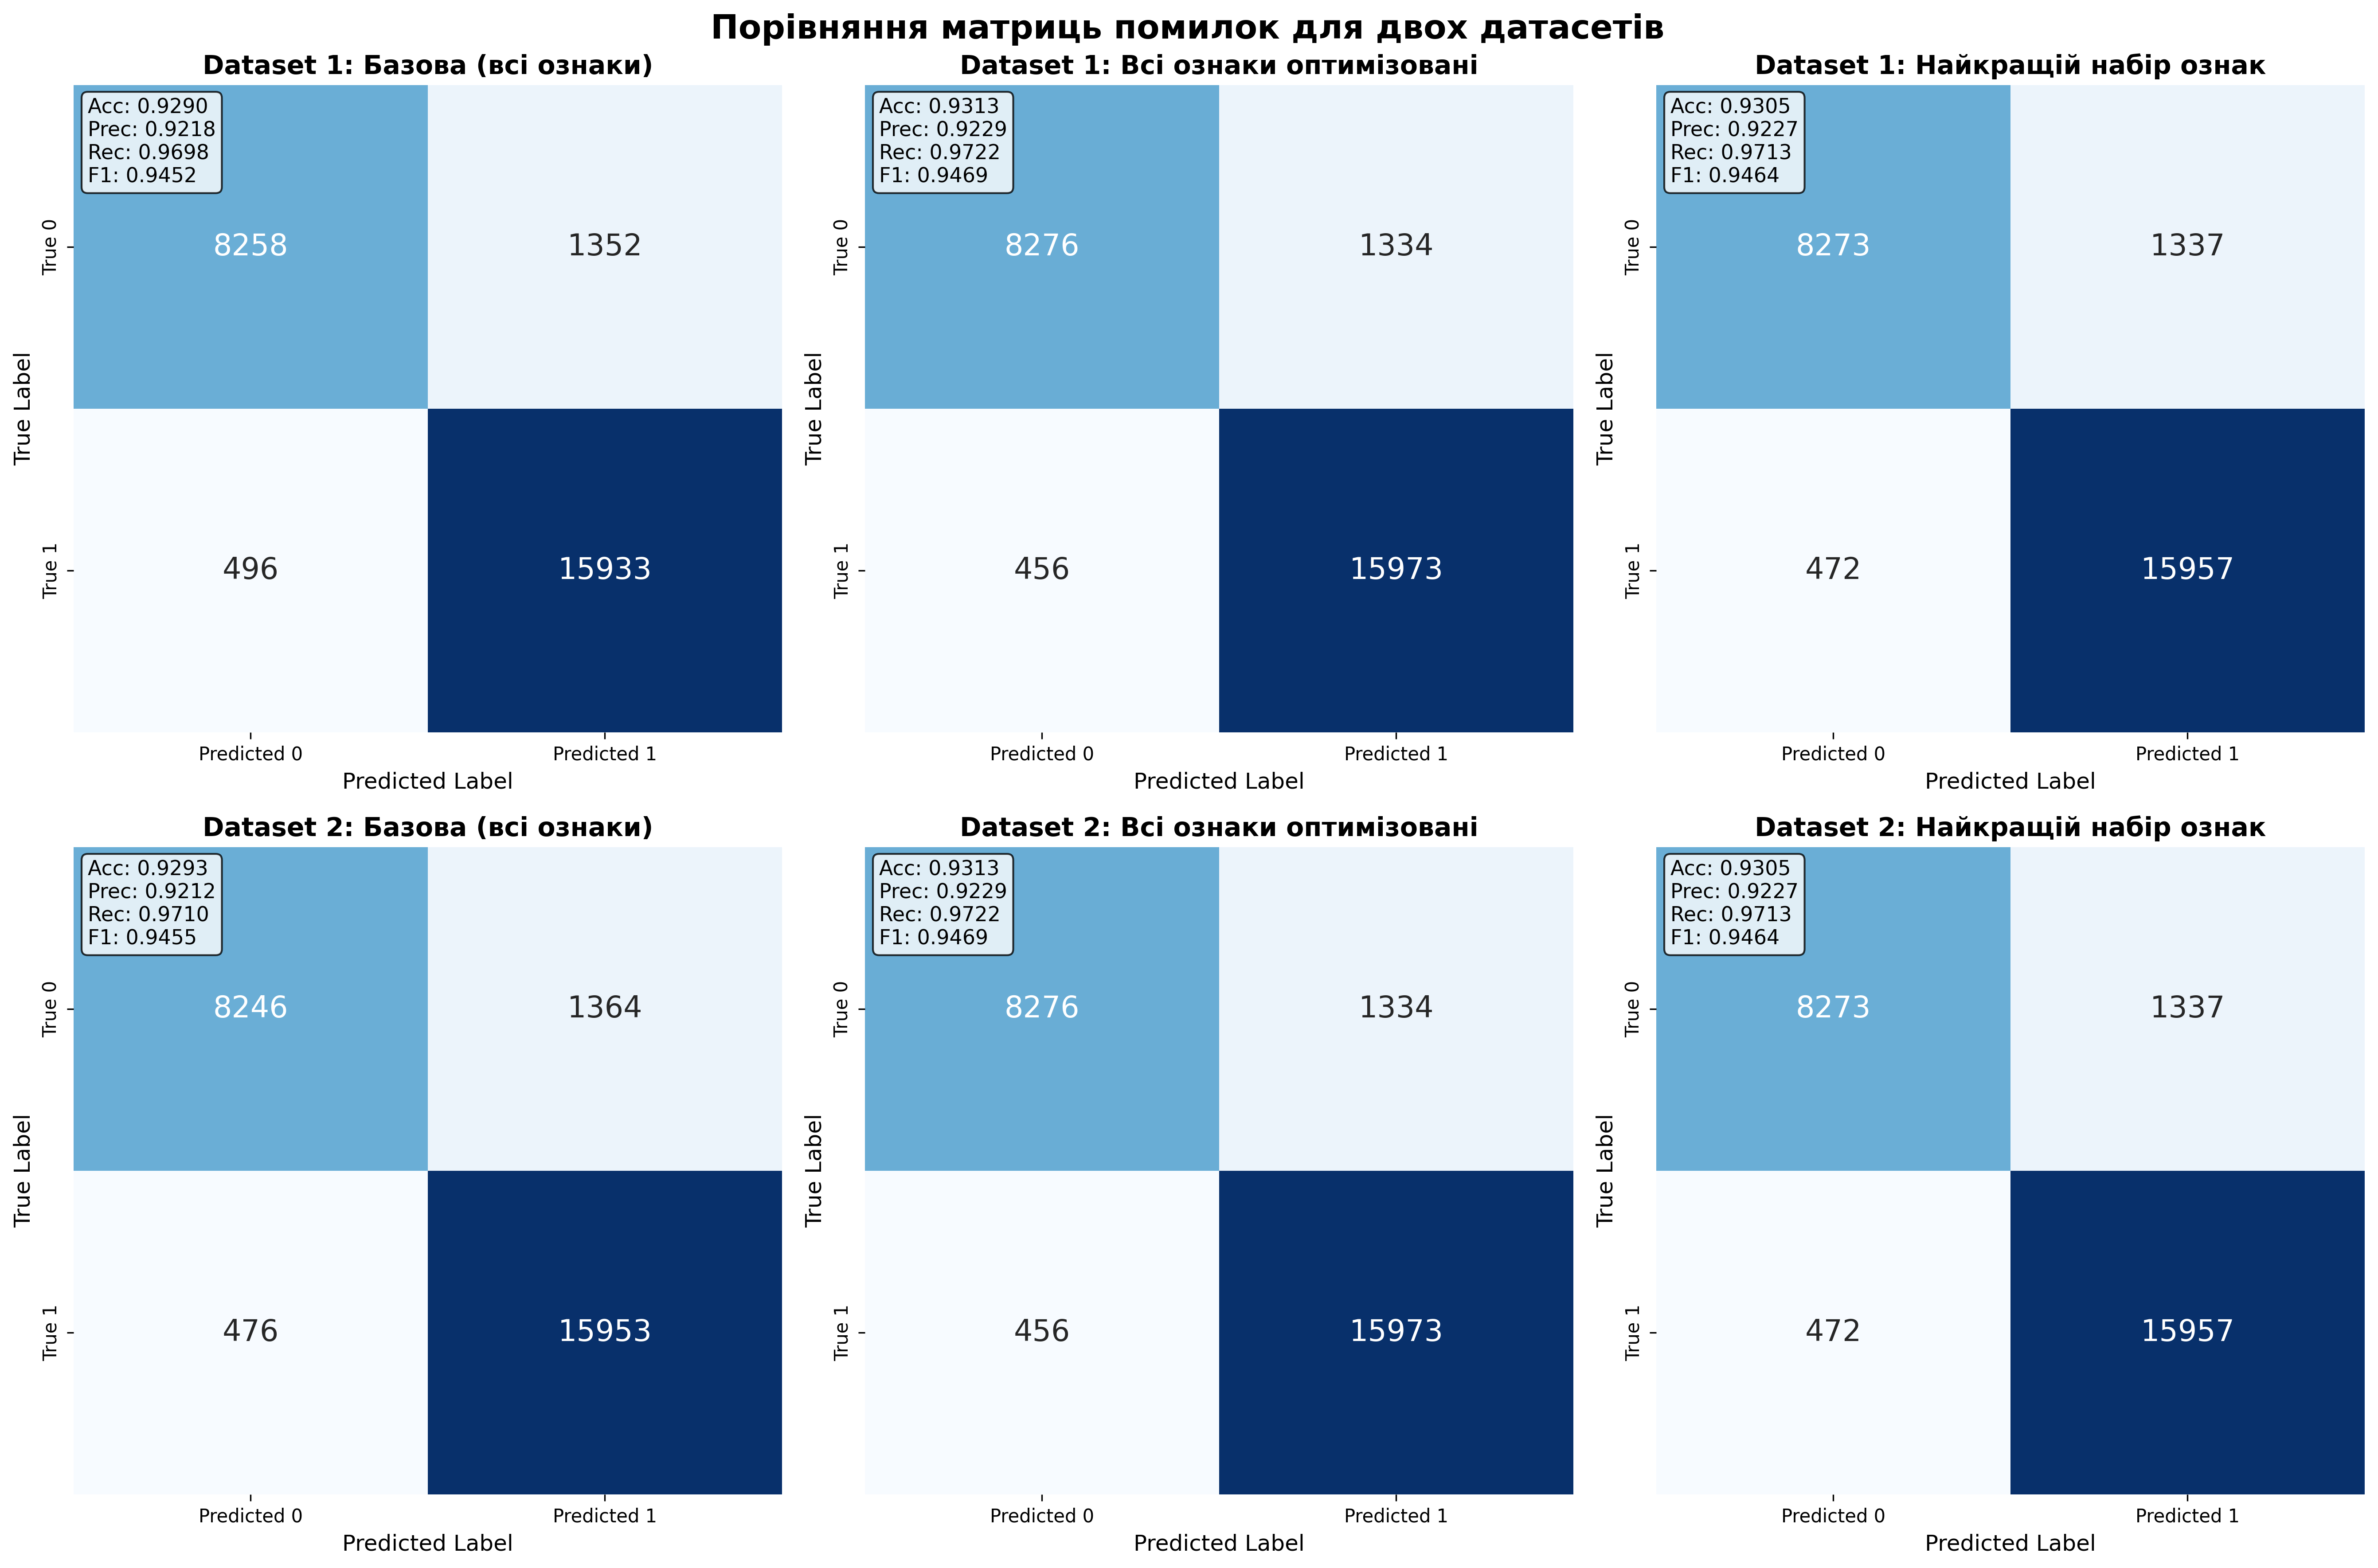 Порівняння матриць помилок для двох датасетів
Dataset 1: Базова (всі ознаки)
Acc: 0.9290
Prec: 0.9218
Rec: 0.9698
F1: 0.9452
True Label
True 0
True 1
8258
1352
496
15933
Predicted 0
Predicted 1
Predicted Label
Dataset 1: Всі ознаки оптимізовані
Acc: 0.9313
Prec: 0.9229
Rec: 0.9722
F1: 0.9469
True Label
True 0
True 1
8276
1334
456
15973
Predicted 0
Predicted 1
Predicted Label
Dataset 1: Найкращій набір ознак
Acc: 0.9305
Prec: 0.9227
Rec: 0.9713
F1: 0.9464
True Label
True 0
True 1
8273
1337
472
15957
Predicted 0
Predicted 1
Predicted Label
Dataset 2: Базова (всі ознаки)
Acc: 0.9293
Prec: 0.9212
Rec: 0.9710
F1: 0.9455
True Label
True 0
True 1
8246
1364
476
15953
Predicted 0
Predicted 1
Predicted Label
Dataset 2: Всі ознаки оптимізовані
Acc: 0.9313
Prec: 0.9229
Rec: 0.9722
F1: 0.9469
True Label
True 0
True 1
8276
1334
456
15973
Predicted 0
Predicted 1
Predicted Label
Dataset 2: Найкращій набір ознак
Acc: 0.9305
Prec: 0.9227
Rec: 0.9713
F1: 0.9464
True Label
True 0
True 1
8273
1337
472
15957
Predicted 0
Predicted 1
Predicted Label